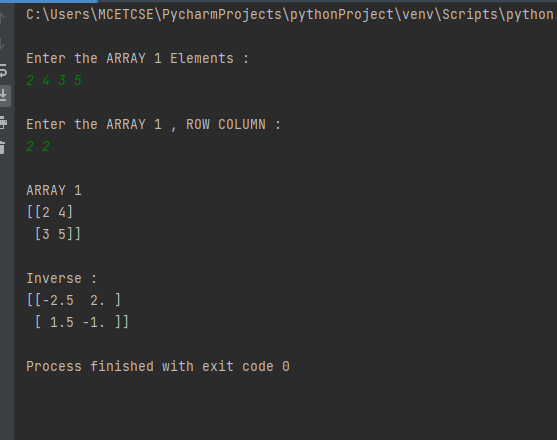 C:\Users\MCETCSE\PycharmProjects\pythonProject\venv\Scripts\python
Enter the ARRAY 1 Elements :
2 4 3 5
Enter the ARRAY 1 , ROW COLUMN :
2 2
ARRAY 1
[[2 4]
 [3 5]]
Inverse :
[[-2.5  2. ]
 [ 1.5 -1. ]]
Process finished with exit code 0